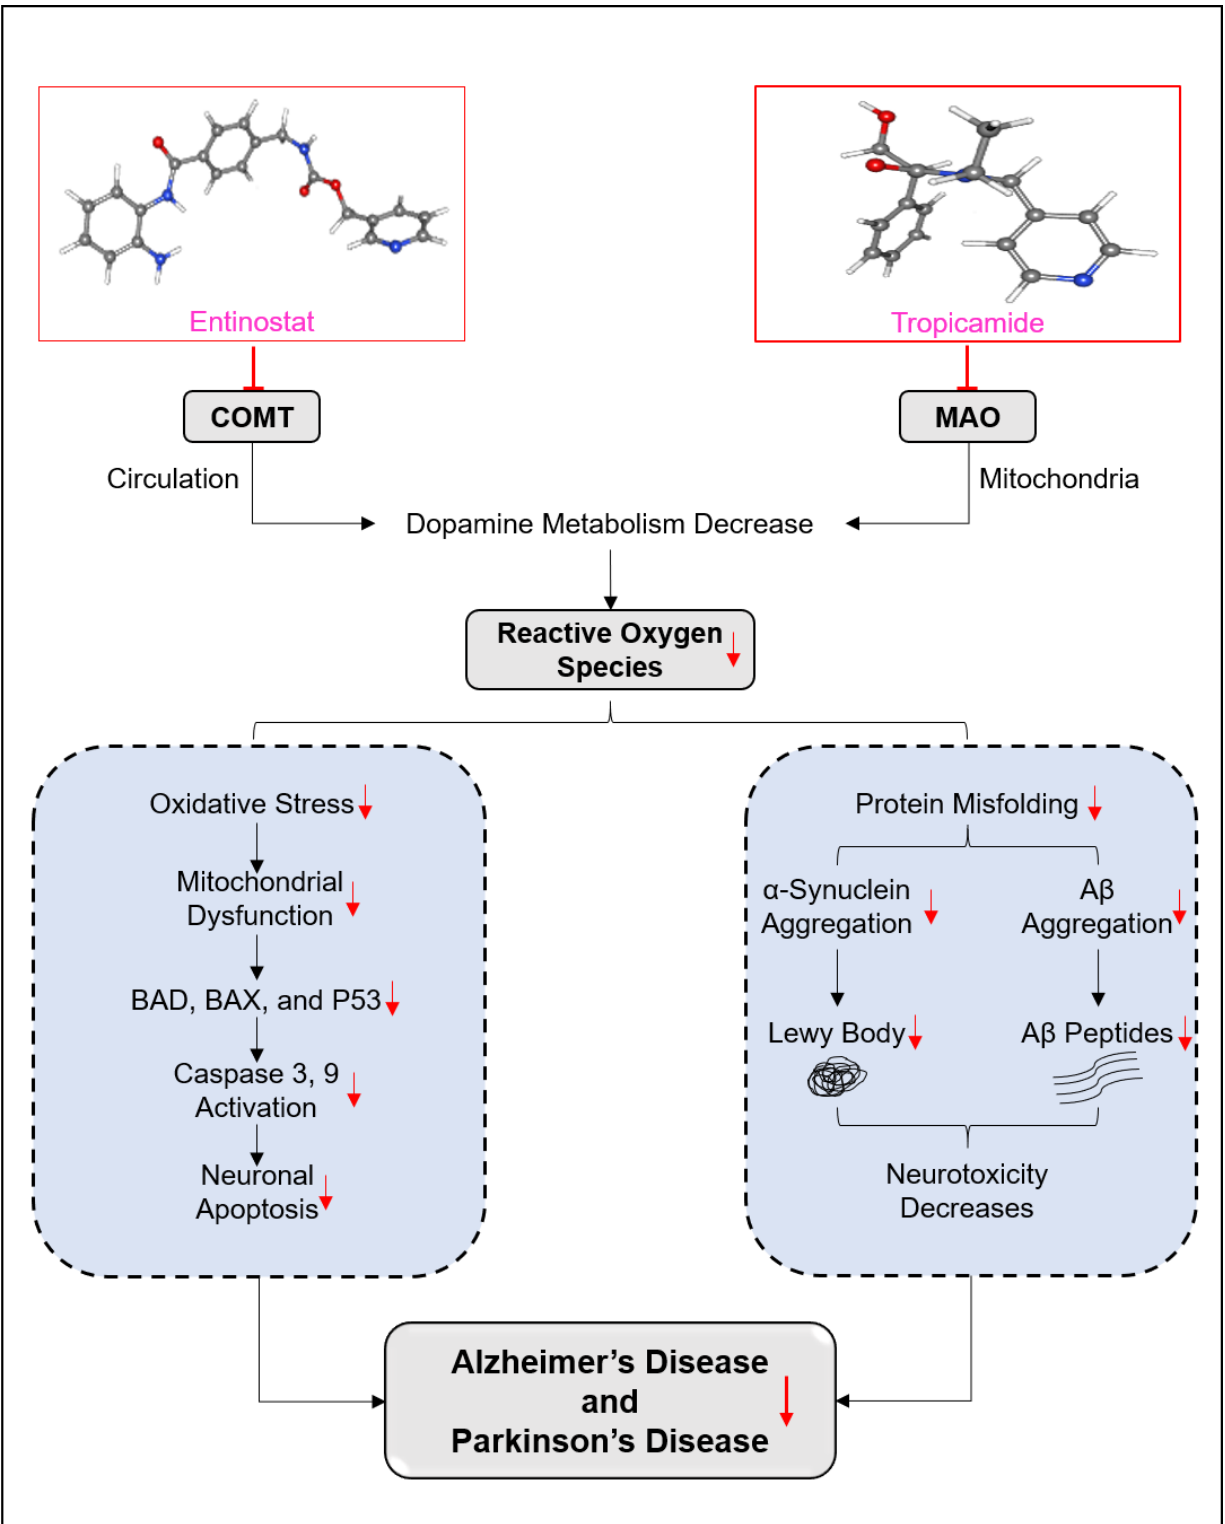 Entinostat
Tropicamide
COMT
MAO
Circulation
Mitochondria
Dopamine Metabolism Decrease
Reactive Oxygen
Species
Oxidative Stress
Mitochondrial
Dysfunction
BAD, BAX, and P53
Caspase 3, 9
Activation
Neuronal
Apoptosis
Protein Misfolding
α-Synuclein
Aggregation
Aβ
Aggregation
Lewy Body
Aβ Peptides
Neurotoxicity
Decreases
Alzheimer’s Disease
and
Parkinson’s Disease